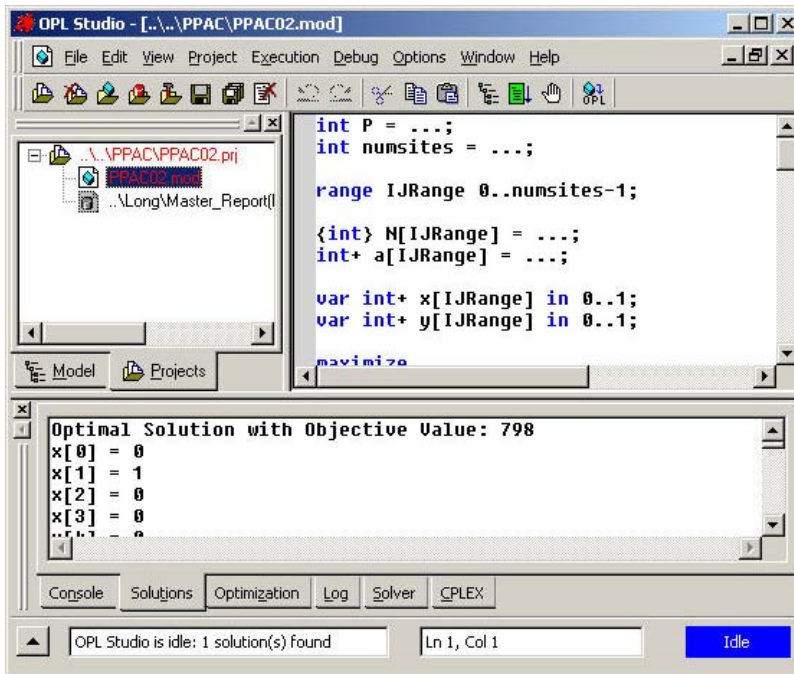 OPL Studio - [..\..\PPAC\PPAC02.mod]
File Edit View Project Execution Debug Options Window Help
OPL
..\..\PPAC\PPAC02.prj
PPAC02.mod
..\Long\Master_Report(
Model Projects
int P = ...;
int numsites = ...;
range IJRange 0..numsites-1;
{int} N[IJRange] = ...;
int+ a[IJRange] = ...;
var int+ x[IJRange] in 0..1;
var int+ y[IJRange] in 0..1;
maximize
Optimal Solution with Objective Value: 798
x[0] = 0
x[1] = 1
x[2] = 0
x[3] = 0
Console Solutions Optimization Log Solver CPLEX
OPL Studio is idle: 1 solution(s) found Ln 1, Col 1 Idle